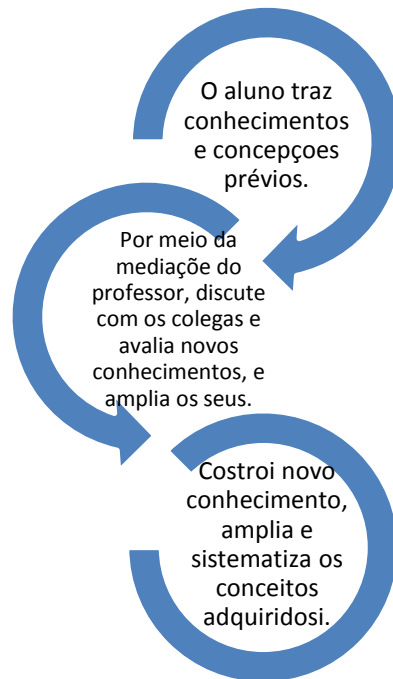 O aluno traz
conhecimentos
e concepçoes
prévios.
Por meio da
mediaçõe do
professor, discute
com os colegas e
avalia novos
conhecimentos, e
amplia os seus.
Costroi novo
conhecimento,
amplia e
sistematiza os
conceitos
adquiridosi.